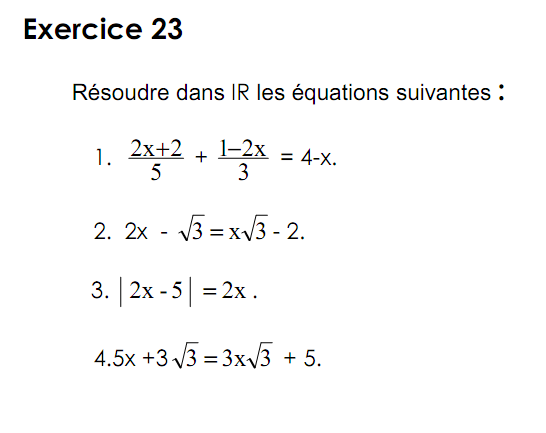 Exercice 23
Résoudre dans IR les équations suivantes :
1. 2x+2/5 + 1–2x/3 = 4-x.
2. 2x - √3 = x√3 - 2.
3. | 2x - 5 | = 2x .
4.5x +3√3 = 3x√3 + 5.